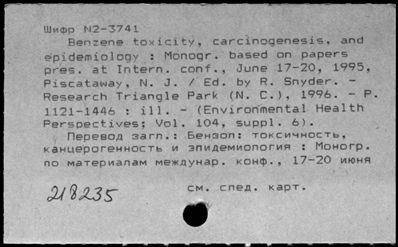 Шифр N2-3741
Benzene toxicity, carcinogenesis, and
epidemiology : Monogr. based on papers
pres. at Intern. conf., June 17-20, 1995,
Piscataway, N. J. / Ed. by R. Snyder. -
Research Triangle Park (N. C.), 1996. - P.
1121-1446 : ill. - (Environmental Health
Perspectives; Vol. 104, suppl. 6).
Перевод загл.: Бензол: токсичность,
канцерогенность и эпидемиология : Моногр.
по материалам междунар. конф., 17-20 июня
см. след. карт.
218235